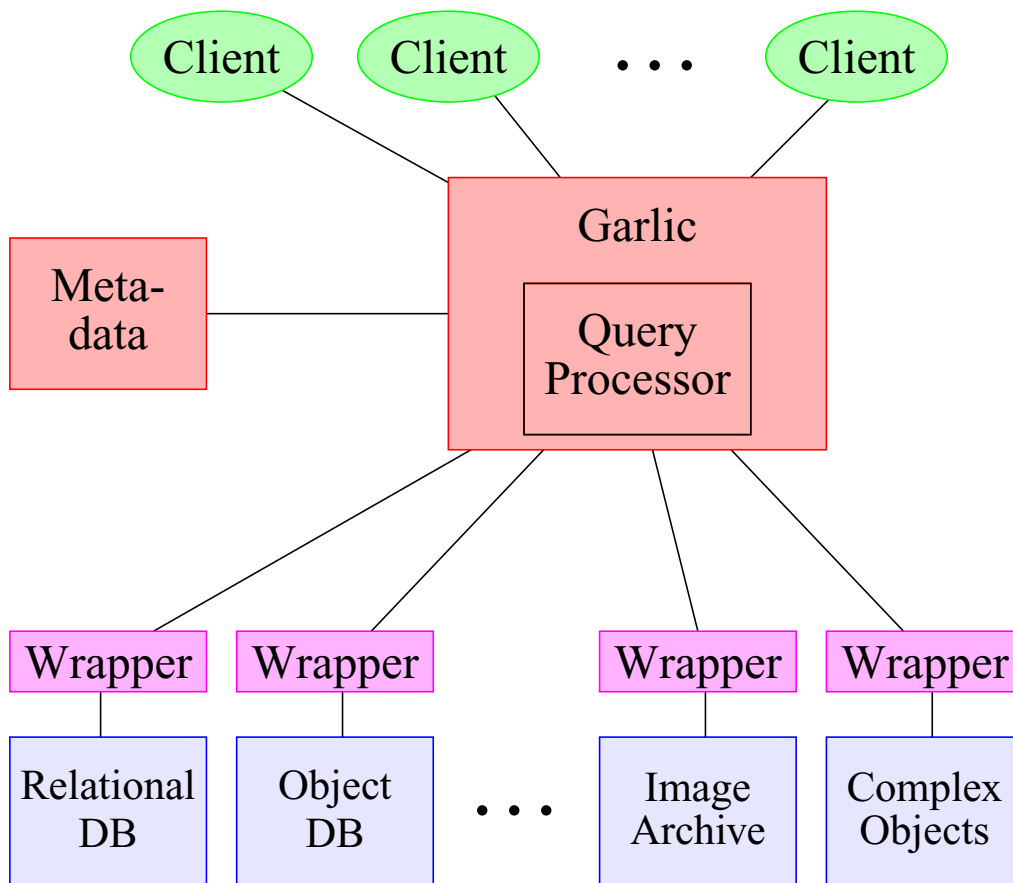 Client Client • • • Client
Garlic
Meta-
data
Query
Processor
Wrapper Wrapper Wrapper Wrapper
Relational
DB
Object
DB
• • •
Image
Archive
Complex
Objects